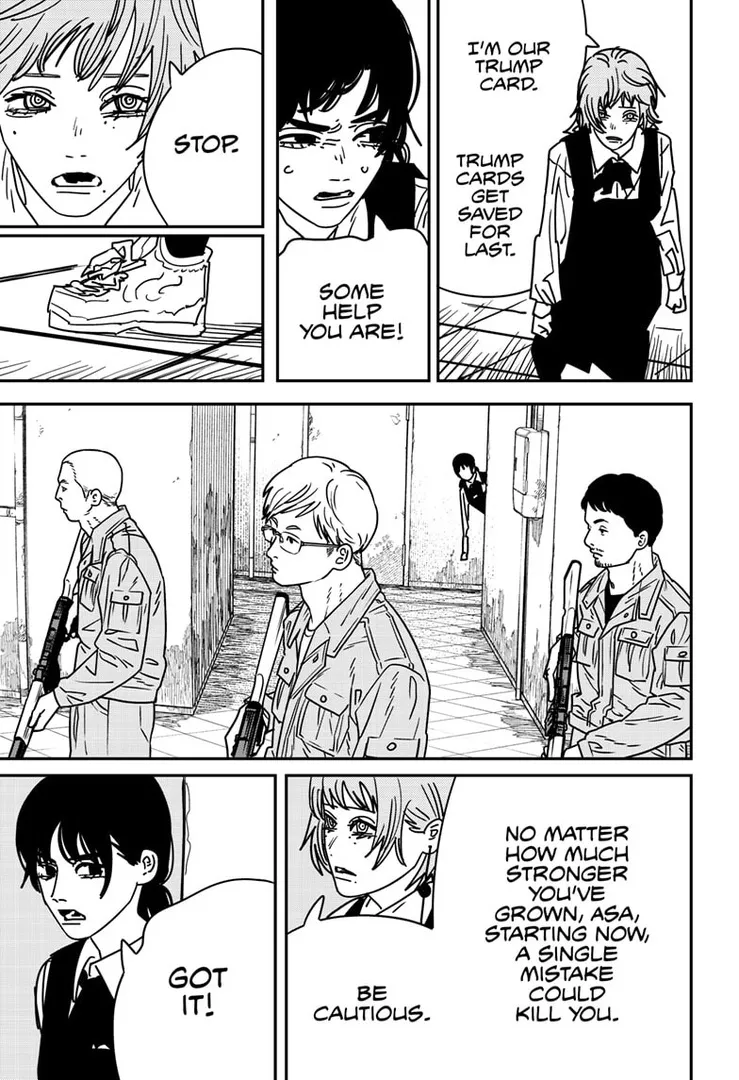 I'M OUR
TRUMP
CARD.
TRUMP
CARDS
GET
SAVED
FOR
LAST.
SOME
HELP
YOU ARE!
STOP.
NO MATTER
HOW MUCH
STRONGER
YOU'VE
GROWN, ASA,
STARTING NOW,
A SINGLE
MISTAKE
COULD
KILL YOU.
BE
CAUTIOUS.
GOT
IT!